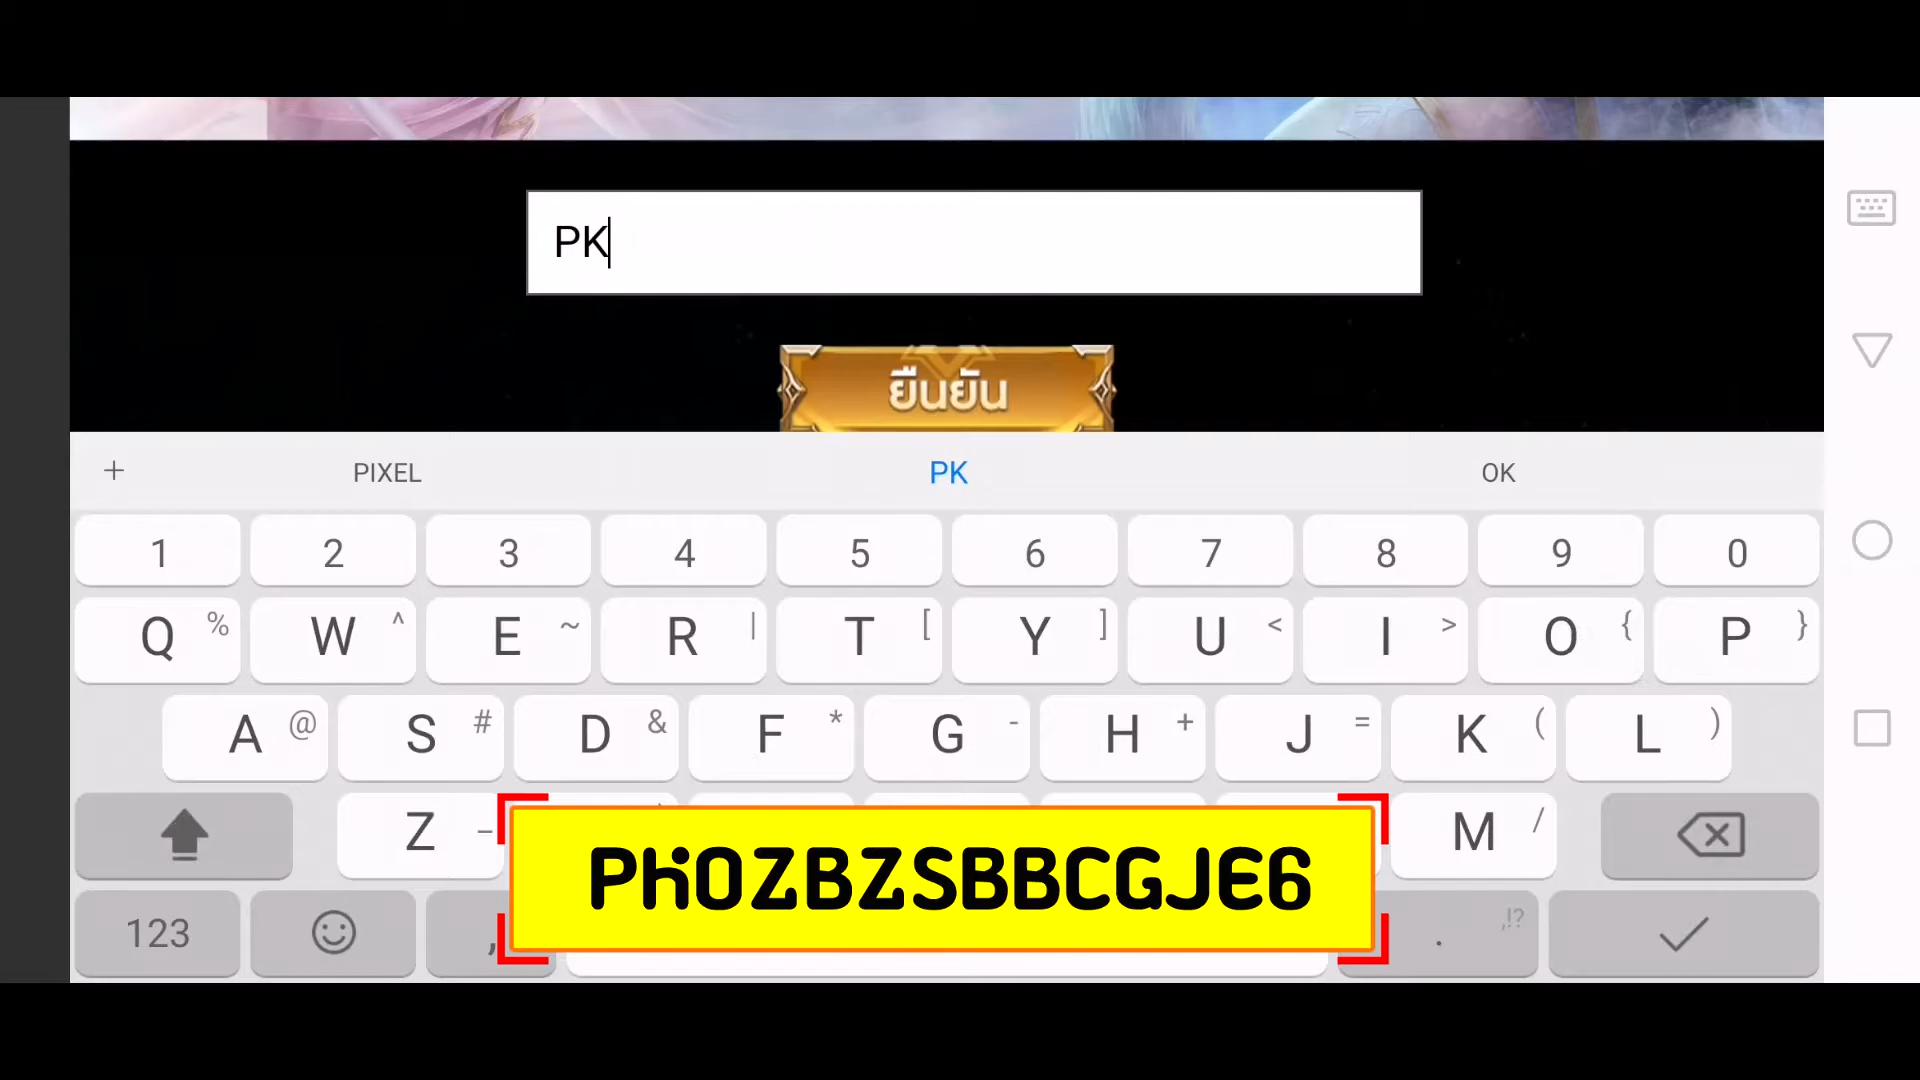 PK
ยืนยัน
+ PIXEL PK OK
1 2 3 4 5 6 7 8 9 0
Q % W ^ E ~ R | T [ Y ] U < I > O { P }
A @ S # D & F * G - H + J = K ( L )
Z _ M /
PKOZBZSBBCGJE6
123 , . ,!?